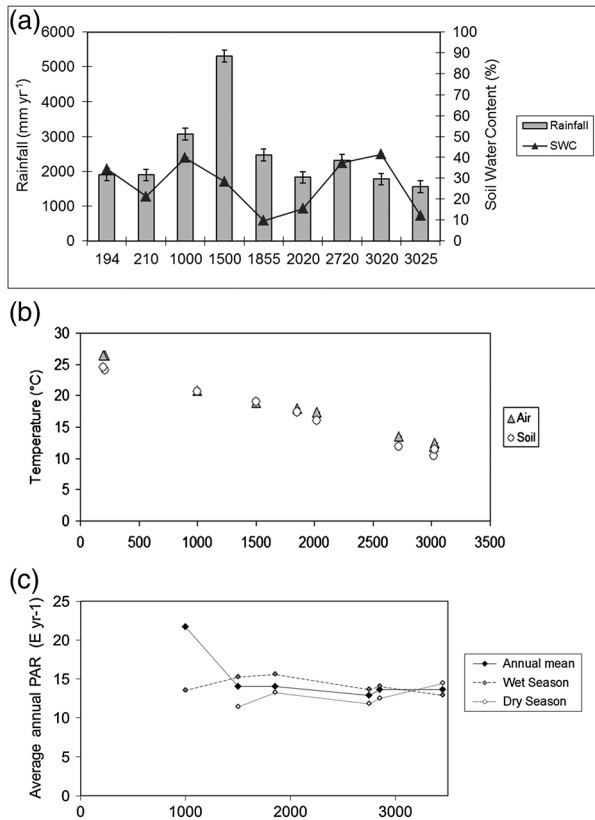 (a)
6000
5000
4000
3000
2000
1000
0
Rainfall (mm yr⁻¹)
100
90
80
70
60
50
40
30
20
10
0
Soil Water Content (%)
194 210 1000 1500 1855 2020 2720 3020 3025
Rainfall
SWC
(b)
30
25
20
15
10
5
0
Temperature (°C)
0 500 1000 1500 2000 2500 3000 3500
Air
Soil
(c)
25
20
15
10
5
0
Average annual PAR (E yr-1)
1000 2000 3000
Annual mean
Wet Season
Dry Season